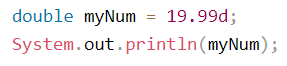 double myNum = 19.99d;
System.out.println(myNum);